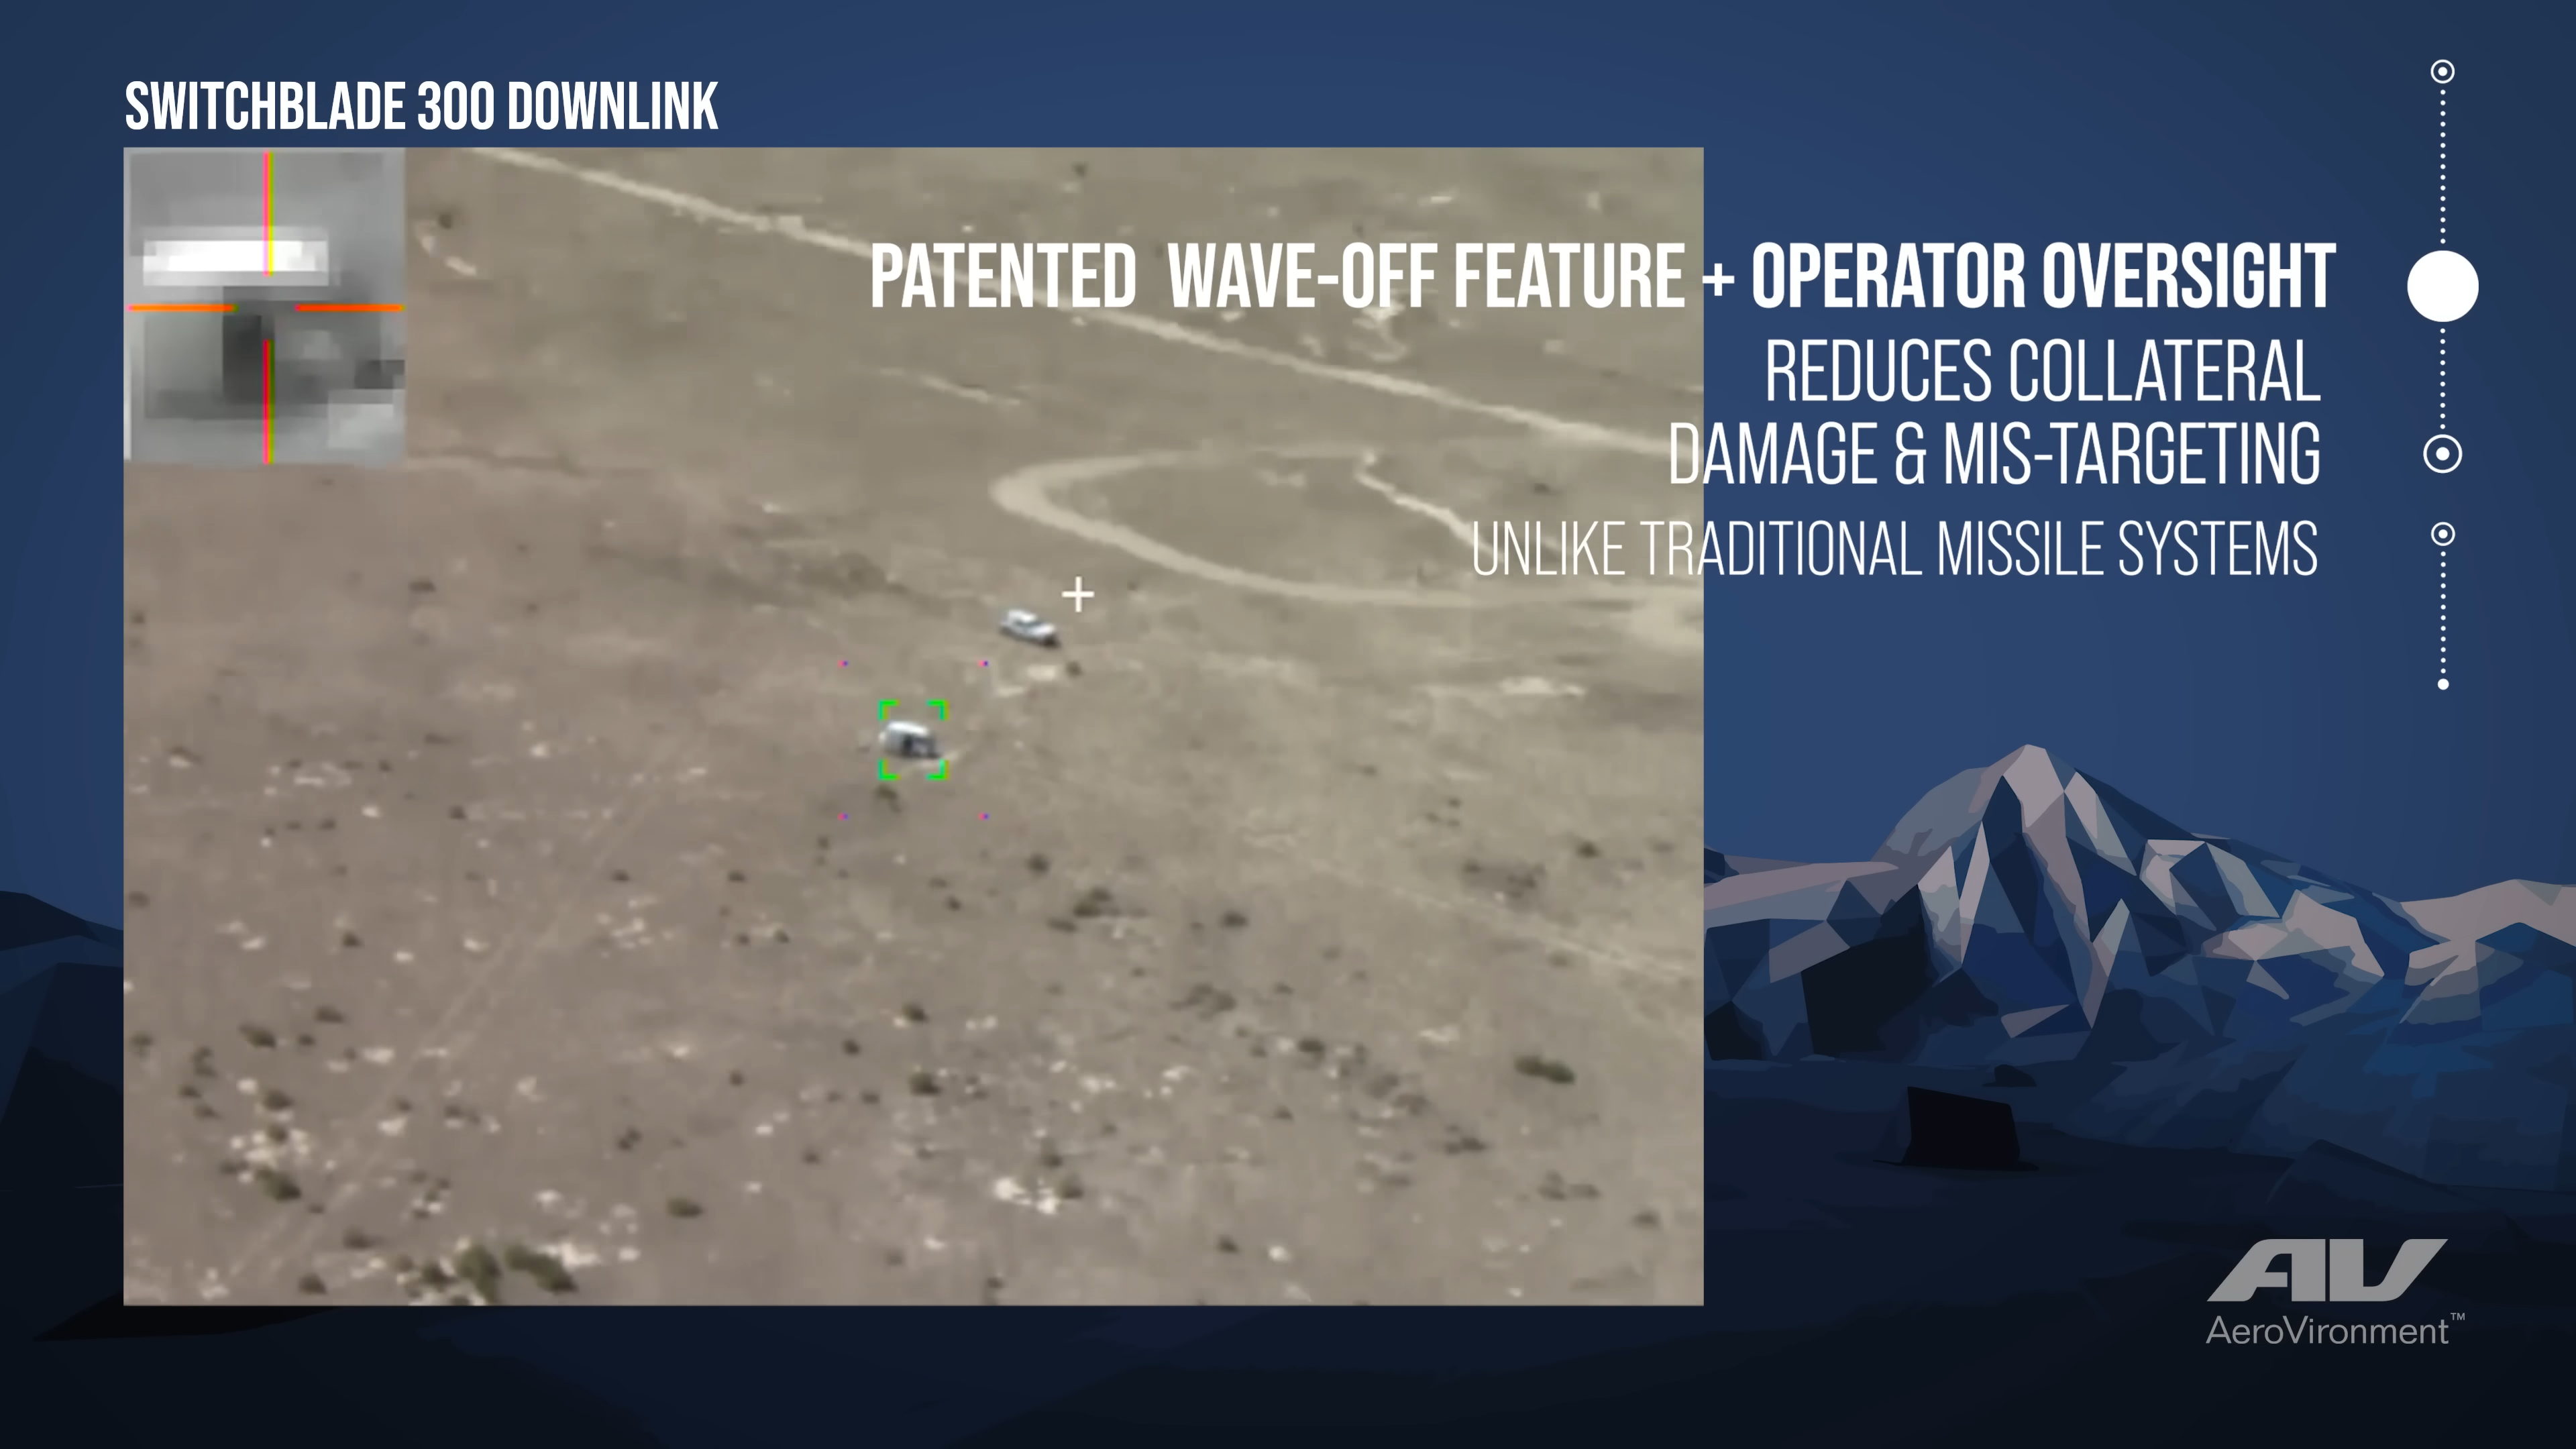 SWITCHBLADE 300 DOWNLINK
PATENTED WAVE-OFF FEATURE + OPERATOR OVERSIGHT
REDUCES COLLATERAL
DAMAGE & MIS-TARGETING
UNLIKE TRADITIONAL MISSILE SYSTEMS
AV
AeroVironment™